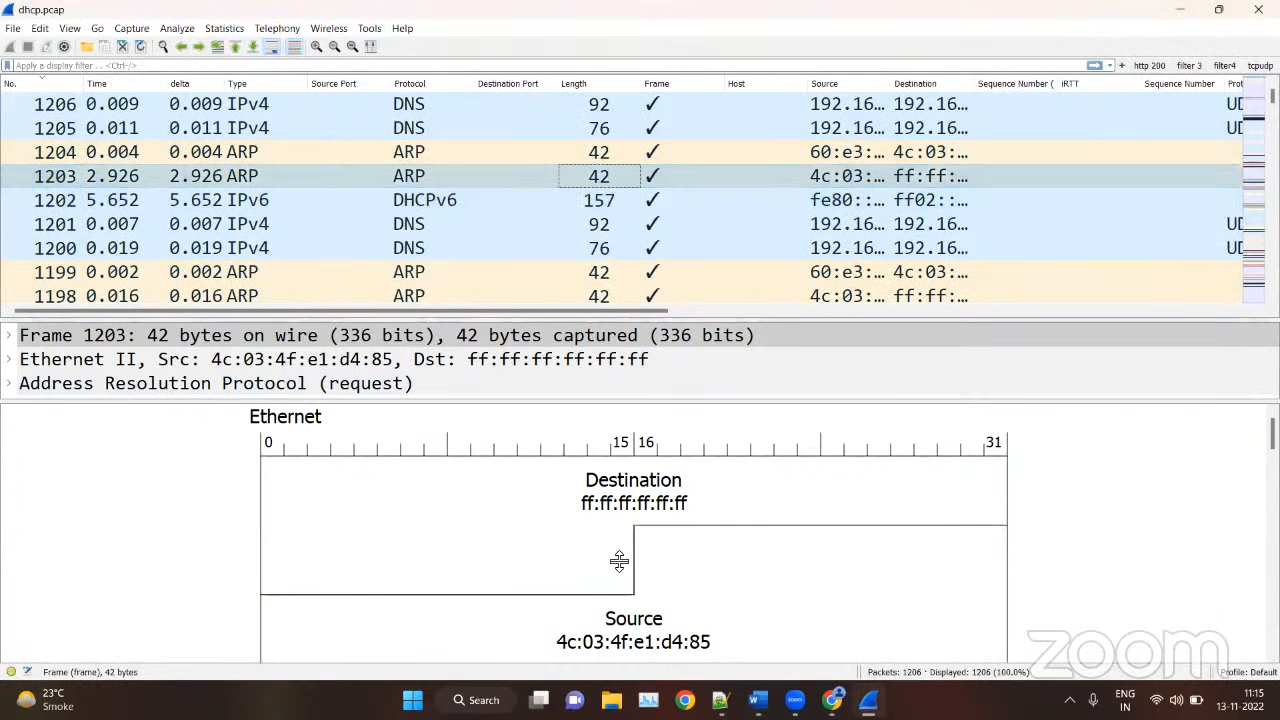 dhcp.pcap
File Edit View Go Capture Analyze Statistics Telephony Wireless Tools Help
Apply a display filter ... <Ctrl-/>
+ http 200 filter 3 filter4 tcpudp
No. Time delta Type Source Port Protocol Destination Port Length Frame Host Source Destination Sequence Number ( iRTT Sequence Number Prot
1206 0.009 0.009 IPv4 DNS 92 ✓ 192.16… 192.16… UD
1205 0.011 0.011 IPv4 DNS 76 ✓ 192.16… 192.16…
1204 0.004 0.004 ARP ARP 42 ✓ 60:e3:… 4c:03:…
1203 2.926 2.926 ARP ARP 42 ✓ 4c:03:… ff:ff:…
1202 5.652 5.652 IPv6 DHCPv6 157 ✓ fe80::… ff02::…
1201 0.007 0.007 IPv4 DNS 92 ✓ 192.16… 192.16… UD
1200 0.019 0.019 IPv4 DNS 76 ✓ 192.16… 192.16… UD
1199 0.002 0.002 ARP ARP 42 ✓ 60:e3:… 4c:03:…
1198 0.016 0.016 ARP ARP 42 ✓ 4c:03:… ff:ff:…
Frame 1203: 42 bytes on wire (336 bits), 42 bytes captured (336 bits)
Ethernet II, Src: 4c:03:4f:e1:d4:85, Dst: ff:ff:ff:ff:ff:ff
Address Resolution Protocol (request)
Ethernet
0 15 16 31
Destination
ff:ff:ff:ff:ff:ff
Source
4c:03:4f:e1:d4:85
zoom
Frame (frame), 42 bytes
Packets: 1206 · Displayed: 1206 (100.0%)
Profile: Default
23°C
Smoke
Search
ENG
IN
11:15
13-11-2022